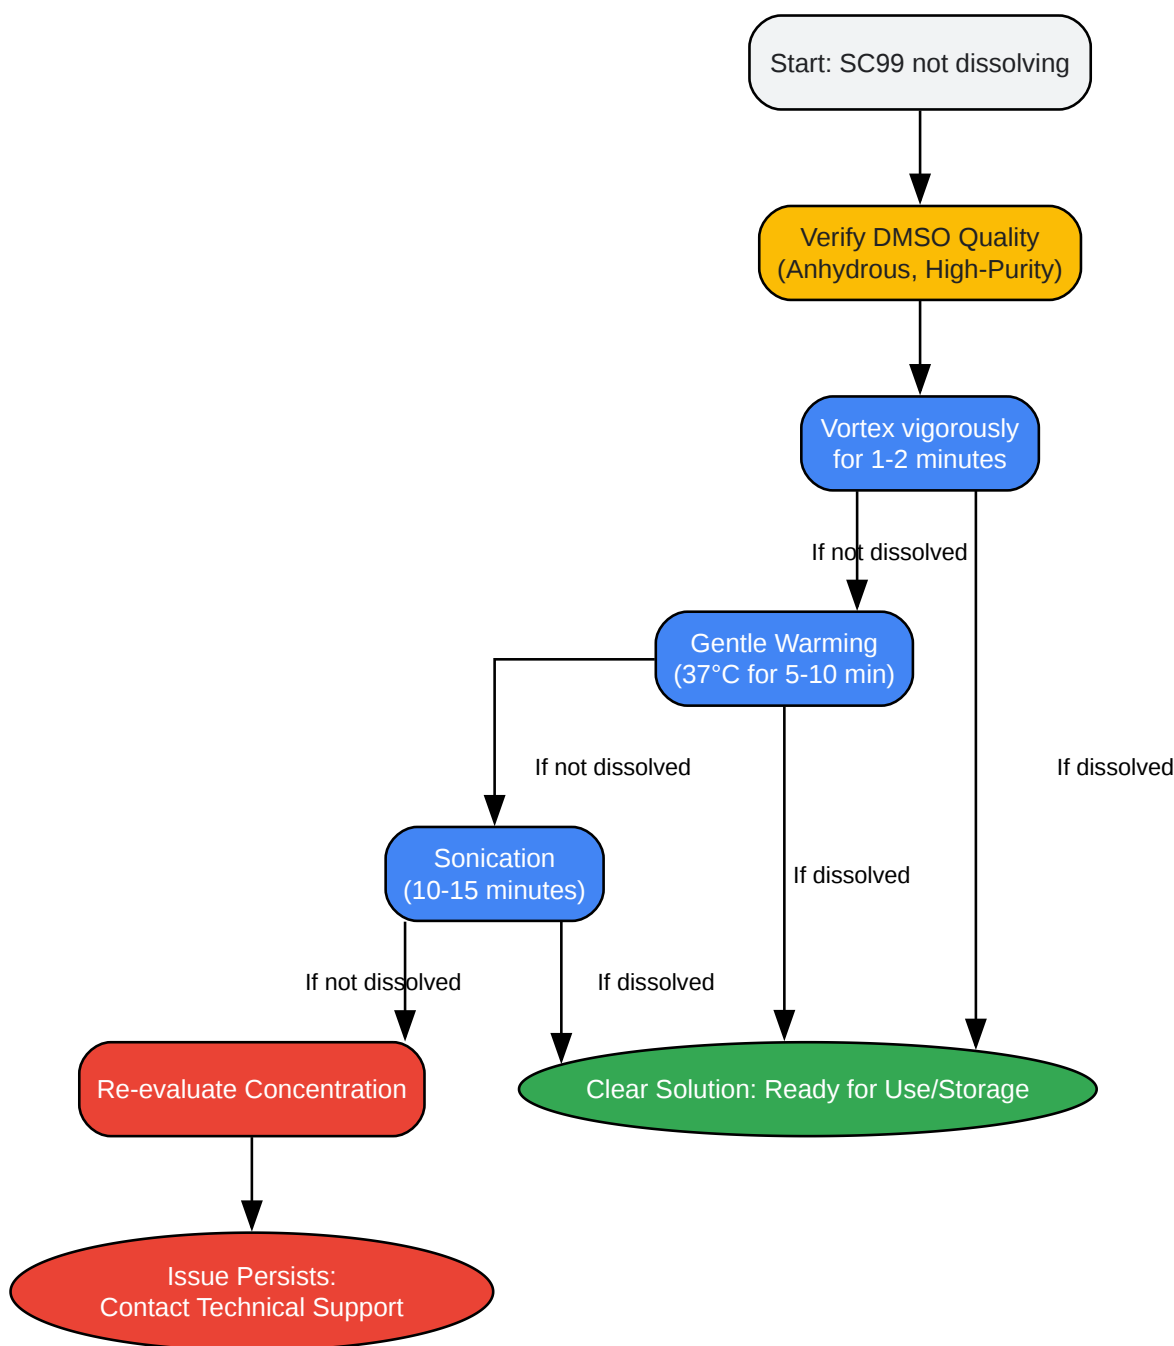 Start: SC99 not dissolving
Verify DMSO Quality
(Anhydrous, High-Purity)
Vortex vigorously
for 1-2 minutes
If not dissolved
Gentle Warming
(37°C for 5-10 min)
If not dissolved
If dissolved
Sonication
(10-15 minutes)
If dissolved
If not dissolved
If dissolved
Re-evaluate Concentration
Clear Solution: Ready for Use/Storage
Issue Persists:
Contact Technical Support